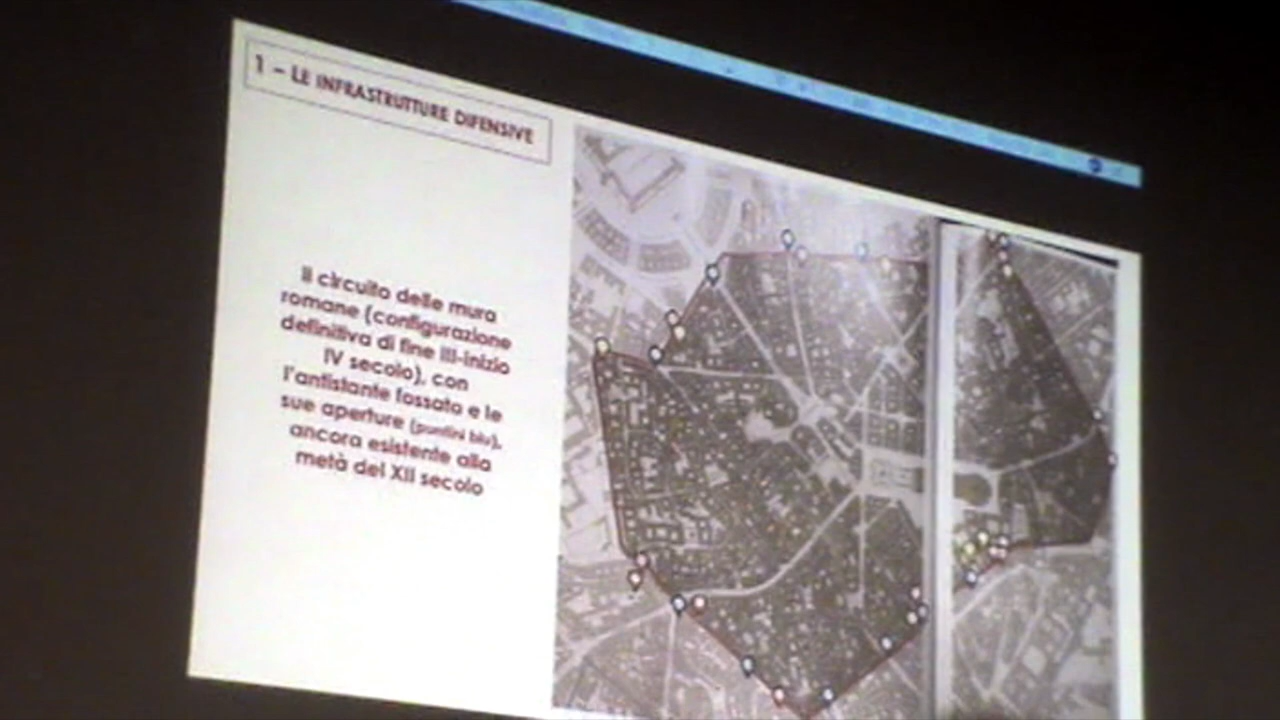 1 – LE INFRASTRUTTURE DIFENSIVE
Il circuito delle mura
romane (configurazione
definitiva di fine III-inizio
IV secolo), con
l'antistante fossato e le
sue aperture (puntini blu),
ancora esistente alla
metà del XII secolo